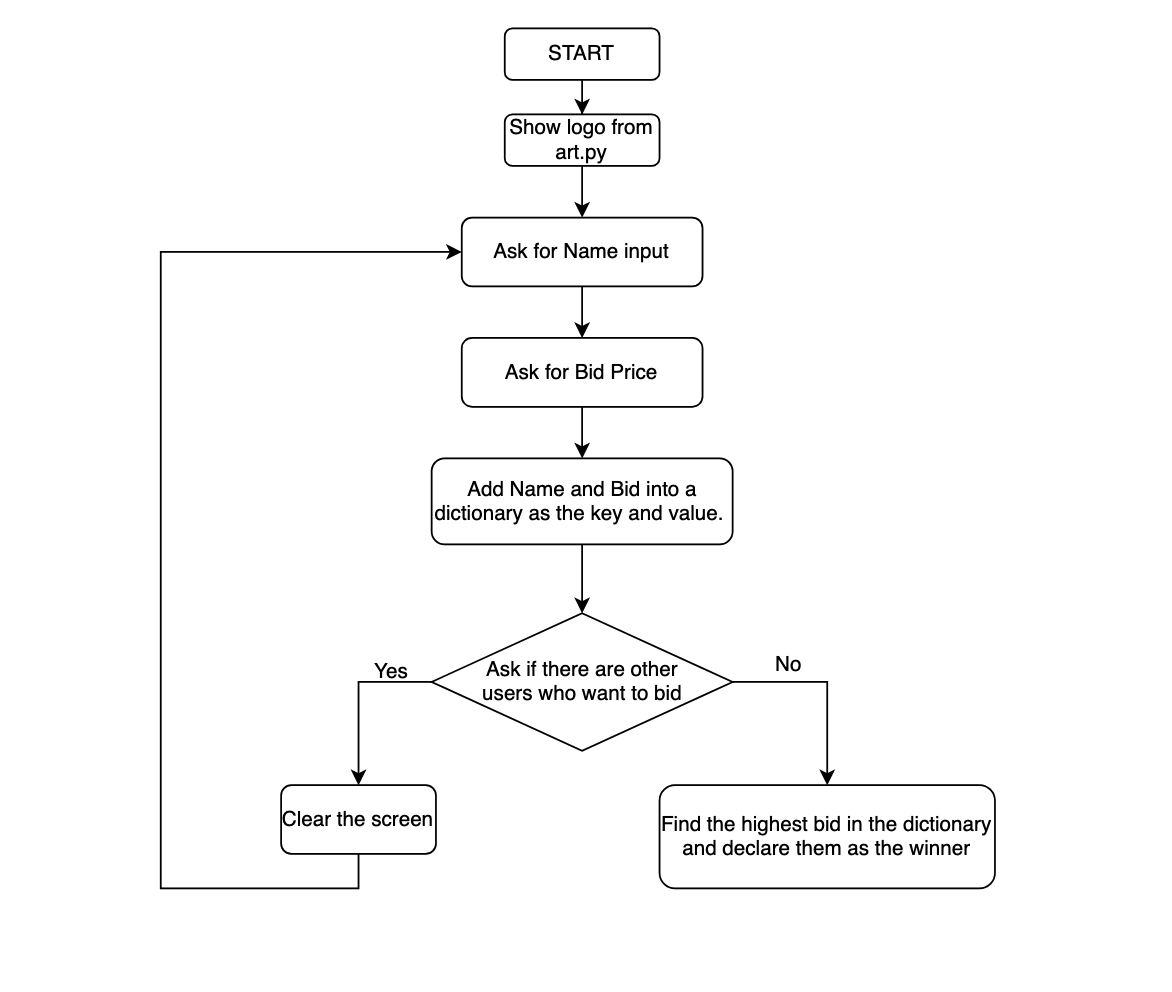 START
Show logo from
art.py
Ask for Name input
Ask for Bid Price
Add Name and Bid into a
dictionary as the key and value.
Ask if there are other
users who want to bid
Yes
No
Clear the screen
Find the highest bid in the dictionary
and declare them as the winner